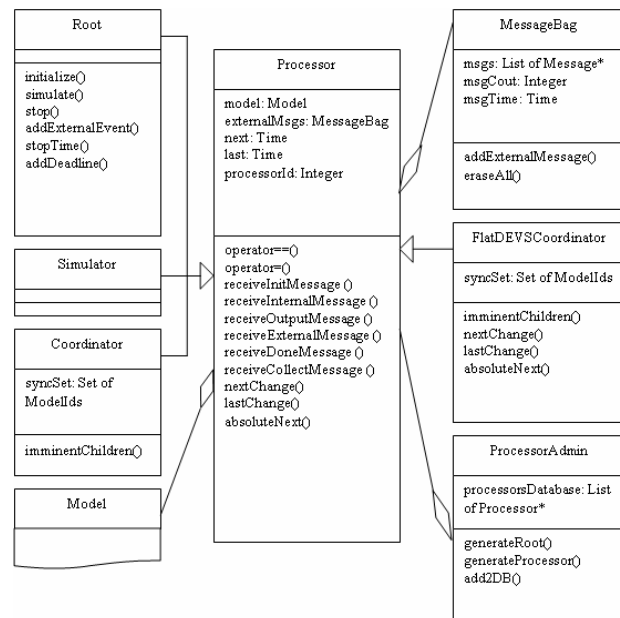 Root
initialize()
simulate()
stop()
addExternalEvent()
stopTime()
addDeadline()
Simulator
Coordinator
syncSet: Set of
ModelIds
imminentChildren()
Model
Processor
model: Model
externalMsgs: MessageBag
next: Time
last: Time
processorId: Integer
operator==()
operator=()
receiveInitMessage()
receiveInternalMessage()
receiveOutputMessage()
receiveExternalMessage()
receiveDoneMessage()
receiveCollectMessage()
nextChange()
lastChange()
absoluteNext()
MessageBag
msgs: List of Message*
msgCout: Integer
msgTime: Time
addExternalMessage()
eraseAll()
FlatDEVSCoordinator
syncSet: Set of ModelIds
imminentChildren()
nextChange()
lastChange()
absoluteNext()
ProcessorAdmin
processorsDatabase: List
of Processor*
generateRoot()
generateProcessor()
add2DB()